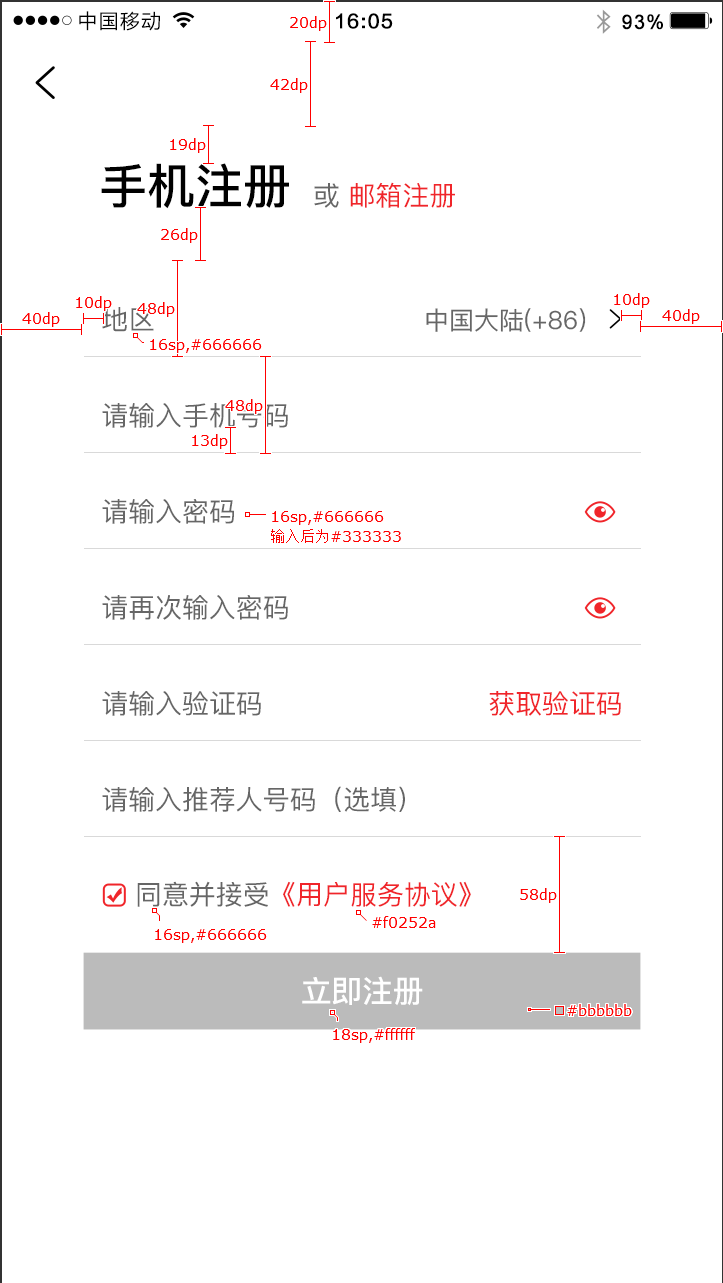 中国移动 20dp 16:05 93%
42dp
19dp
手机注册 或 邮箱注册
26dp
40dp 10dp 地区 48dp 中国大陆(+86) 10dp 40dp
16sp,#666666
请输入手机号码 48dp
13dp
请输入密码 16sp,#666666
输入后为#333333
请再次输入密码
请输入验证码 获取验证码
请输入推荐人号码（选填）
同意并接受《用户服务协议》 58dp
#f0252a
16sp,#666666
立即注册
#bbbbbb
18sp,#ffffff